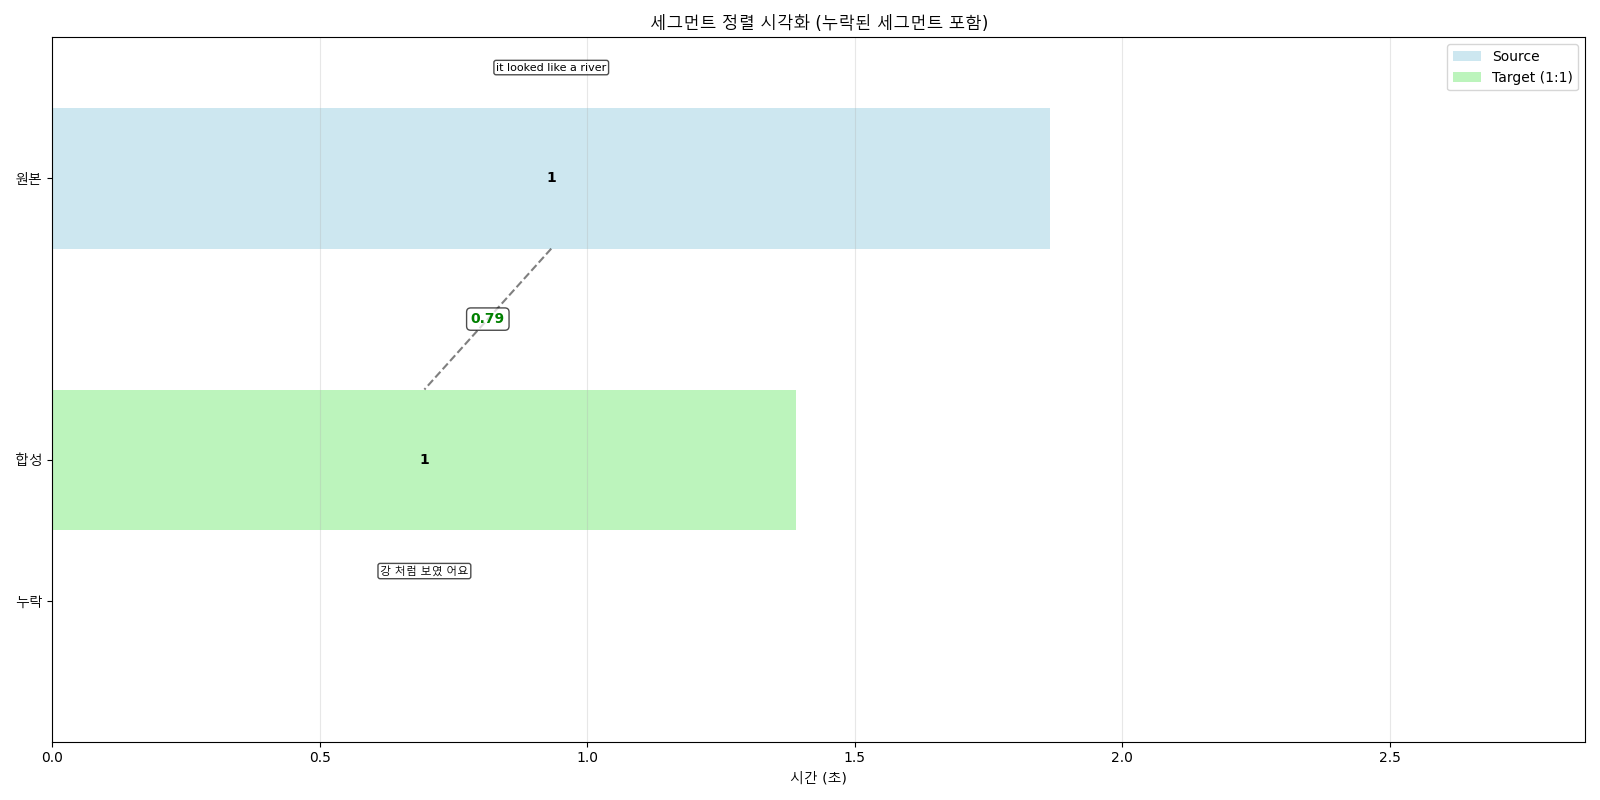 세그먼트 정렬 시각화 (누락된 세그먼트 포함)
it looked like a river
Source
Target (1:1)
원본
1
0.79
합성
1
강 처럼 보였 어요
누락
0.0 0.5 1.0 1.5 2.0 2.5
시간 (초)